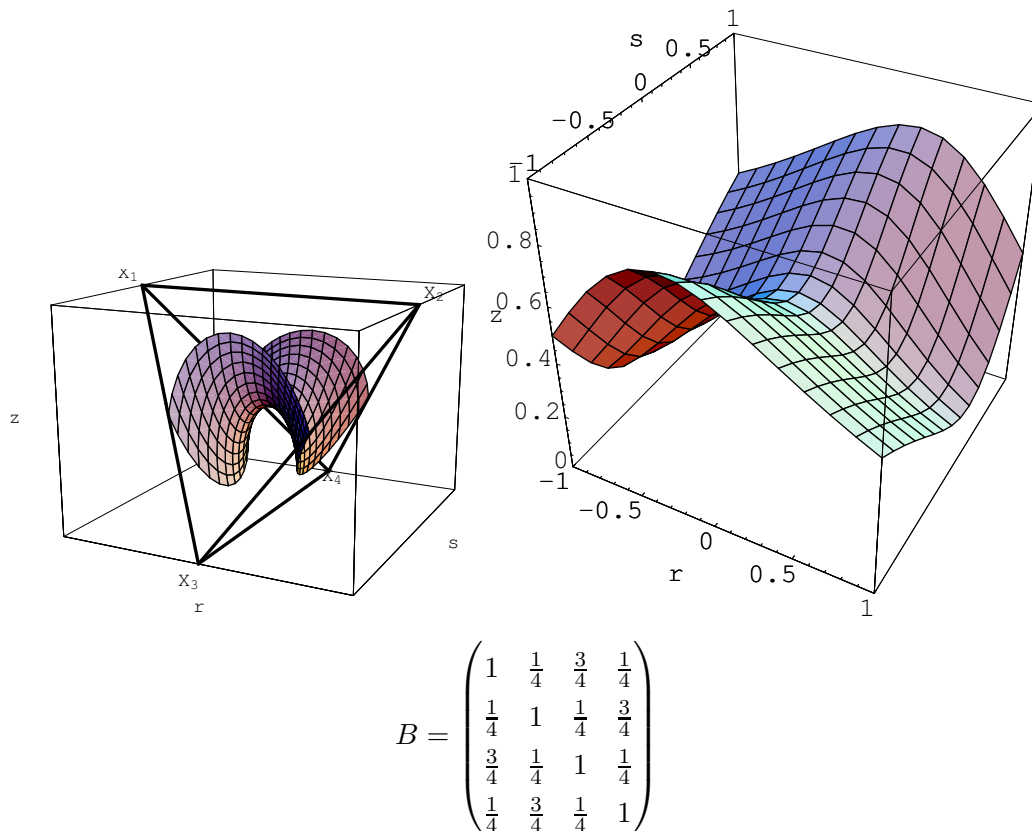 x₁
X₂
z
X₄
s
X₃
r
1
s 0.5
0
−0.5
−1
1
0.8
0.6
z
0.4
0.2
0
−1
−0.5
0
r 0.5
1
B = ( 1 1/4 3/4 1/4
1/4 1 1/4 3/4
3/4 1/4 1 1/4
1/4 3/4 1/4 1 )